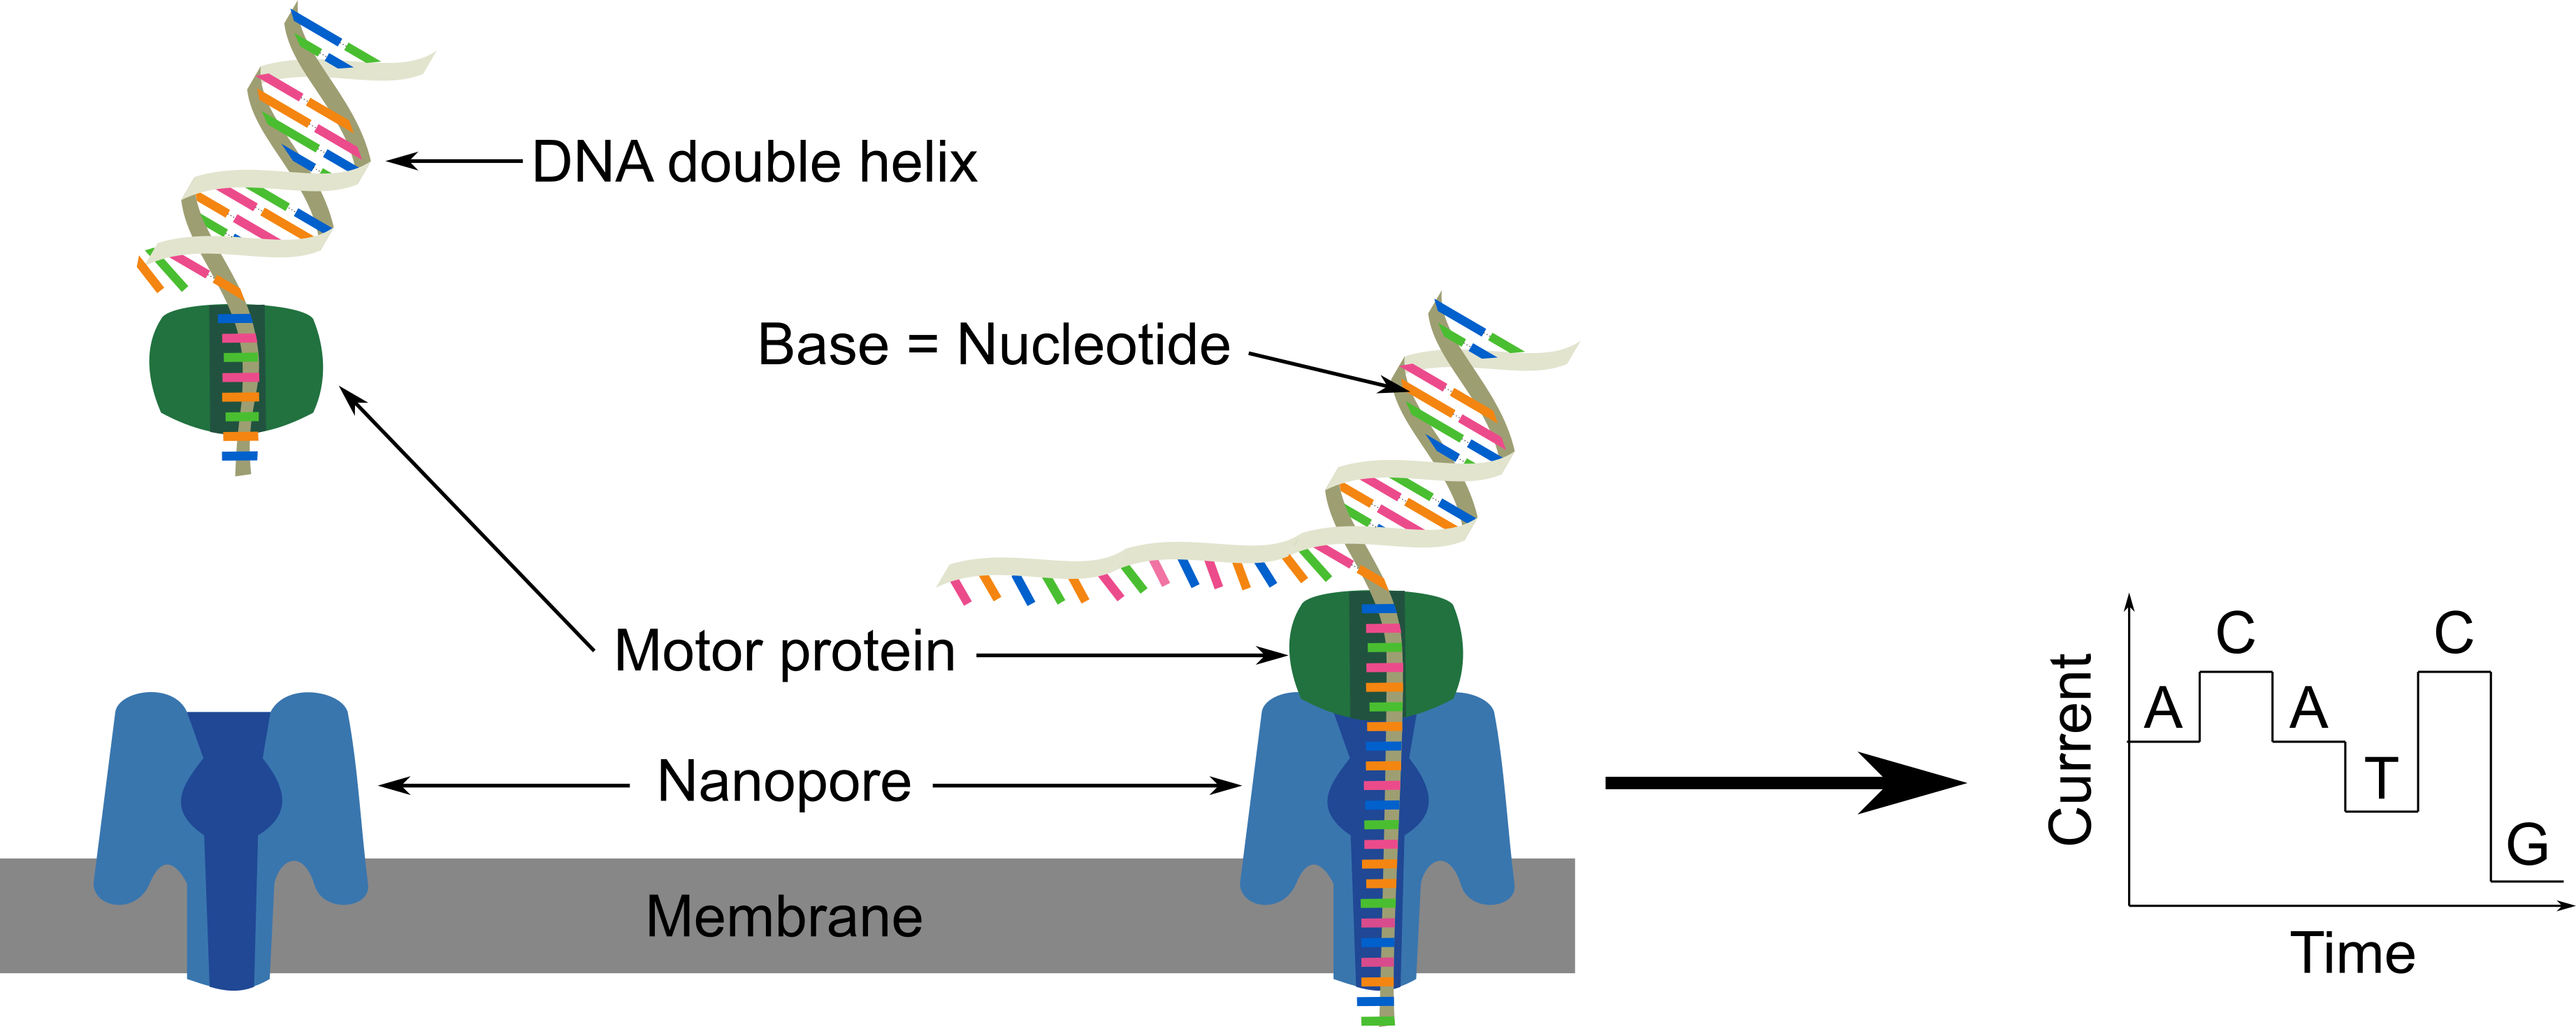 DNA double helix
Base = Nucleotide
Motor protein
Nanopore
Membrane
Current
A
C
A
T
C
G
Time